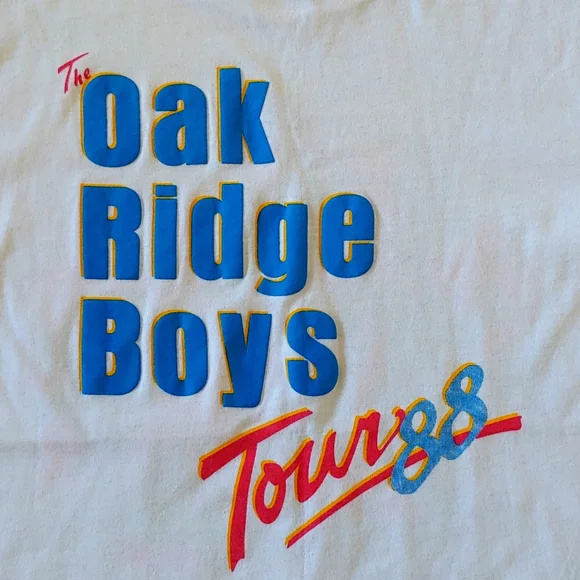 The
Oak
Ridge
Boys
Tour 88